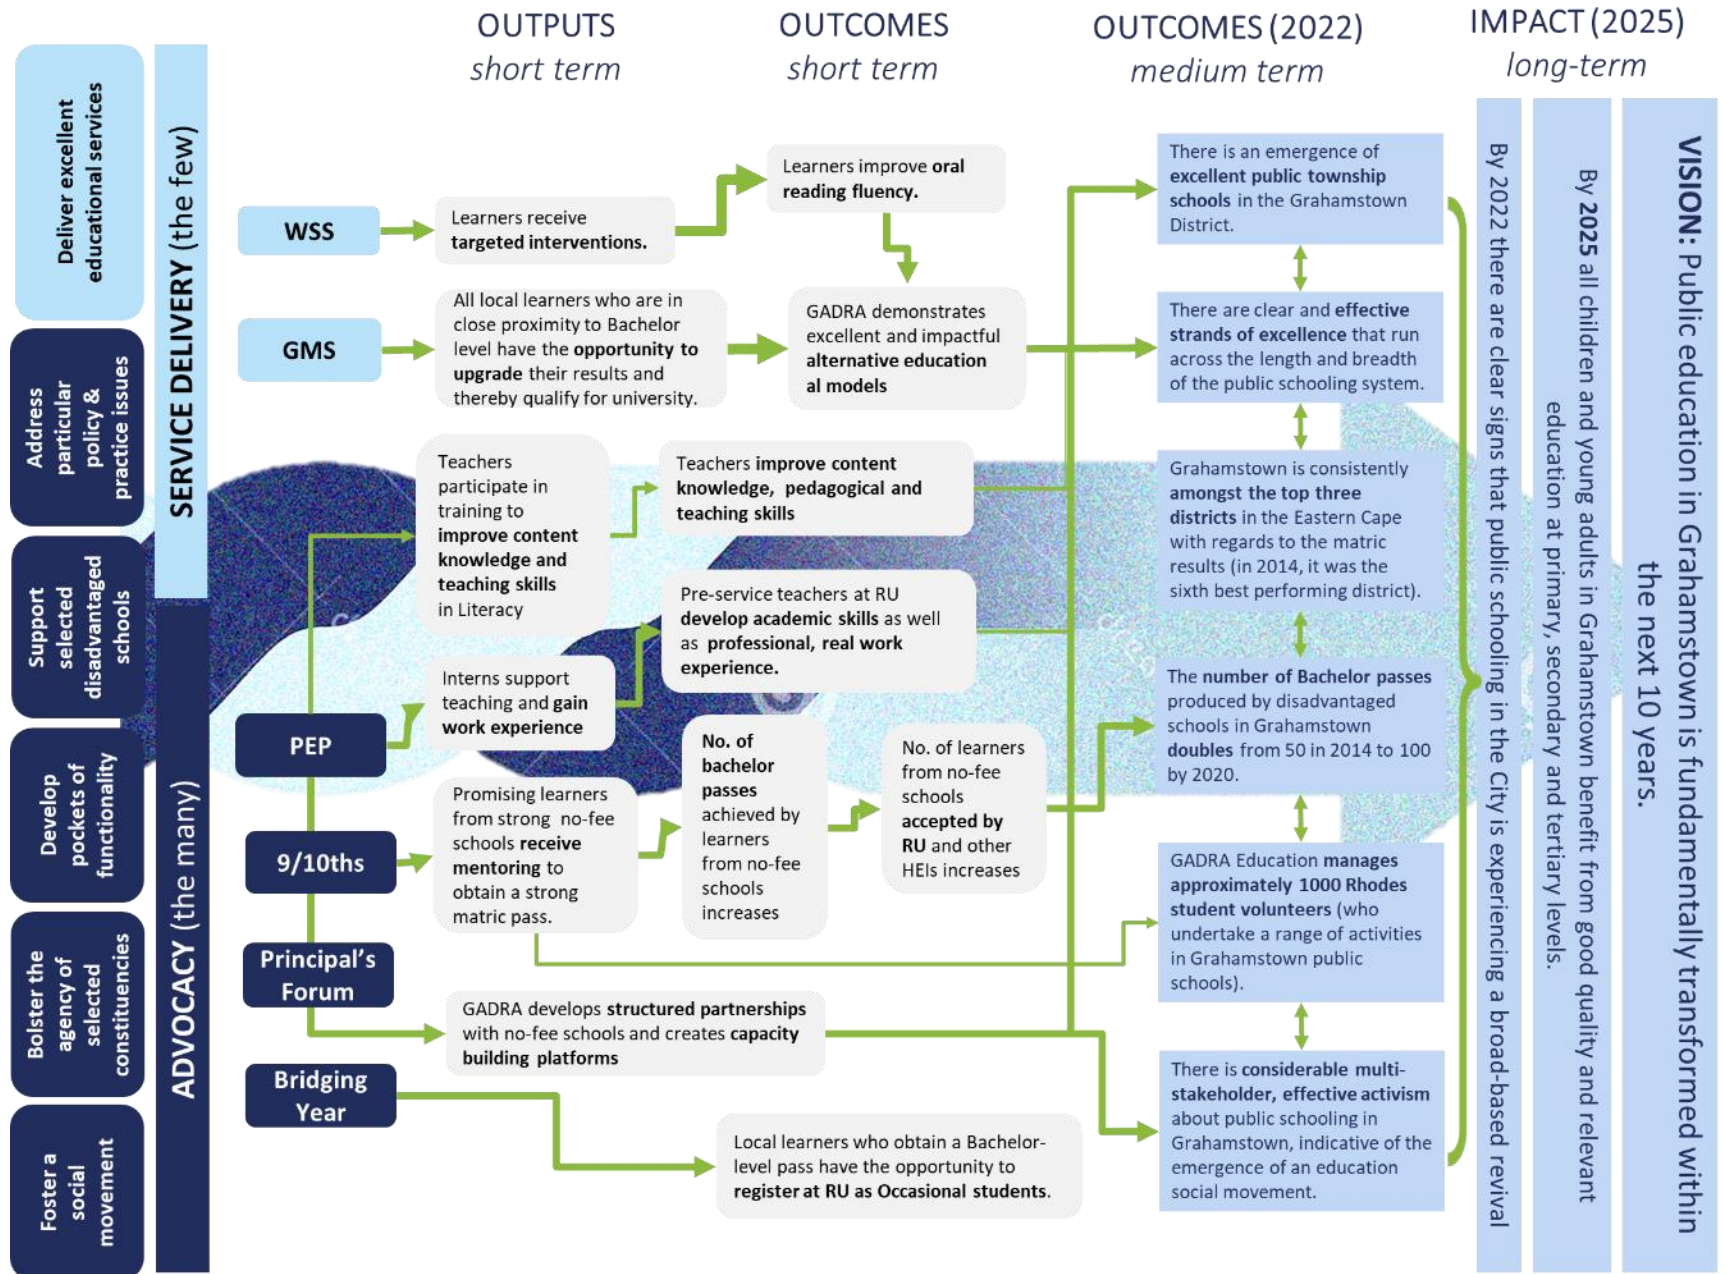 OUTPUTS
short term
OUTCOMES
short term
OUTCOMES (2022)
medium term
IMPACT (2025)
long-term
Deliver excellent
educational services
Address
particular
policy &
practice issues
Support
selected
disadvantaged
schools
Develop
pockets of
functionality
Bolster the
agency of
selected
constituencies
Foster a
social
movement
SERVICE DELIVERY (the few)
ADVOCACY (the many)
WSS
Learners receive
targeted interventions.
Learners improve oral
reading fluency.
GMS
All local learners who are in
close proximity to Bachelor
level have the opportunity to
upgrade their results and
thereby qualify for university.
GADRA demonstrates
excellent and impactful
alternative education
al models
Teachers
participate in
training to
improve content
knowledge and
teaching skills
in Literacy
Teachers improve content
knowledge, pedagogical and
teaching skills
PEP
Interns support
teaching and gain
work experience
Pre-service teachers at RU
develop academic skills as well
as professional, real work
experience.
9/10ths
Promising learners
from strong no-fee
schools receive
mentoring to
obtain a strong
matric pass.
No. of
bachelor
passes
achieved by
learners
from no-fee
schools
increases
No. of learners
from no-fee
schools
accepted by
RU and other
HEIs increases
Principal's
Forum
GADRA develops structured partnerships
with no-fee schools and creates capacity
building platforms
Bridging
Year
Local learners who obtain a Bachelor-
level pass have the opportunity to
register at RU as Occasional students.
There is an emergence of
excellent public township
schools in the Grahamstown
District.
There are clear and effective
strands of excellence that run
across the length and breadth
of the public schooling system.
Grahamstown is consistently
amongst the top three
districts in the Eastern Cape
with regards to the matric
results (in 2014, it was the
sixth best performing district).
The number of Bachelor passes
produced by disadvantaged
schools in Grahamstown
doubles from 50 in 2014 to 100
by 2020.
GADRA Education manages
approximately 1000 Rhodes
student volunteers (who
undertake a range of activities
in Grahamstown public
schools).
There is considerable multi-
stakeholder, effective activism
about public schooling in
Grahamstown, indicative of the
emergence of an education
social movement.
By 2022 there are clear signs that public schooling in the City is experiencing a broad-based revival
By 2025 all children and young adults in Grahamstown benefit from good quality and relevant
education at primary, secondary and tertiary levels.
VISION: Public education in Grahamstown is fundamentally transformed within
the next 10 years.